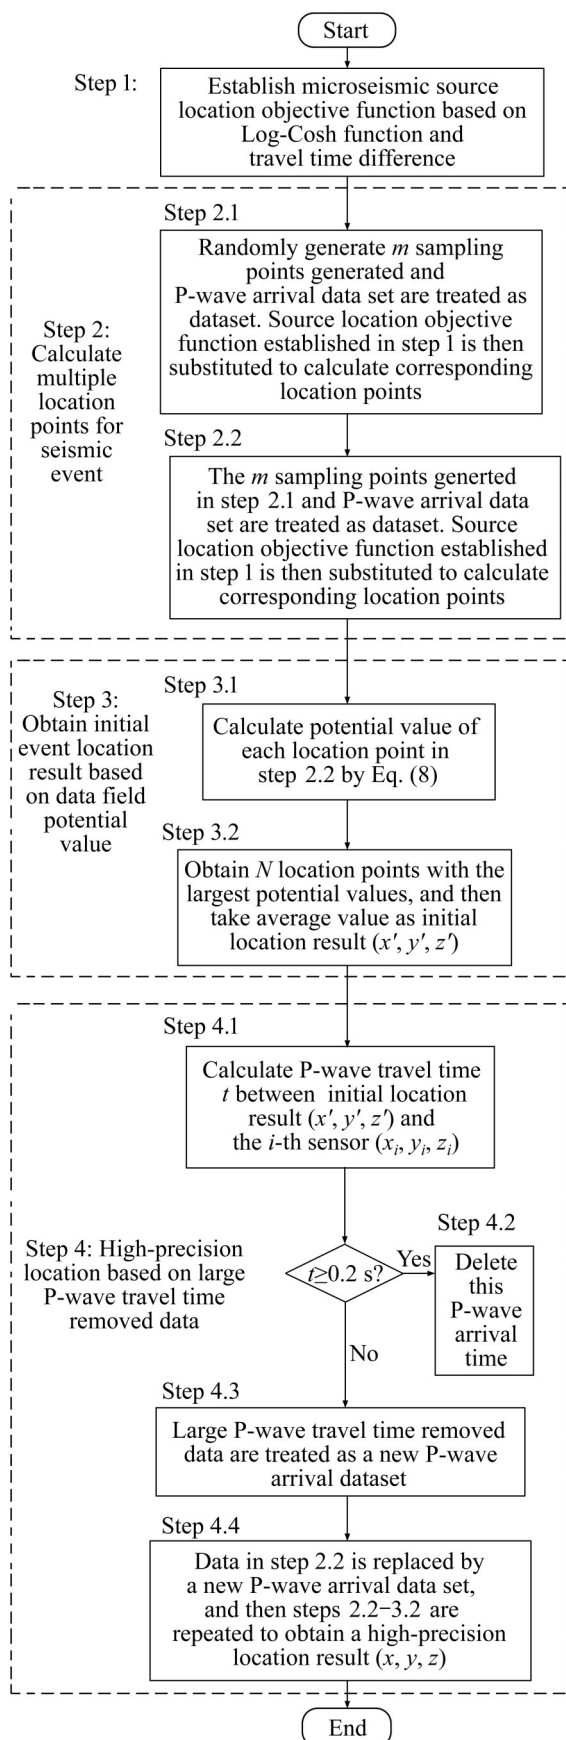 Start
Step 1:
Establish microseismic source
location objective function based on
Log-Cosh function and
travel time difference
Step 2:
Calculate
multiple
location
points for
seismic
event
Step 2.1
Randomly generate m sampling
points generated and
P-wave arrival data set are treated as
dataset. Source location objective
function established in step 1 is then
substituted to calculate corresponding
location points
Step 2.2
The m sampling points generted
in step 2.1 and P-wave arrival data
set are treated as dataset. Source
location objective function established
in step 1 is then substituted to calculate
corresponding location points
Step 3:
Obtain initial
event location
result based
on data field
potential
value
Step 3.1
Calculate potential value of
each location point in
step 2.2 by Eq. (8)
Step 3.2
Obtain N location points with the
largest potential values, and then
take average value as initial
location result (x′, y′, z′)
Step 4: High-precision
location based on large
P-wave travel time
removed data
Step 4.1
Calculate P-wave travel time
t between initial location
result (x′, y′, z′) and
the i-th sensor (xᵢ, yᵢ, zᵢ)
t≥0.2 s?
Yes
Step 4.2
Delete
this
P-wave
arrival
time
No
Step 4.3
Large P-wave travel time removed
data are treated as a new P-wave
arrival dataset
Step 4.4
Data in step 2.2 is replaced by
a new P-wave arrival data set,
and then steps 2.2−3.2 are
repeated to obtain a high-precision
location result (x, y, z)
End